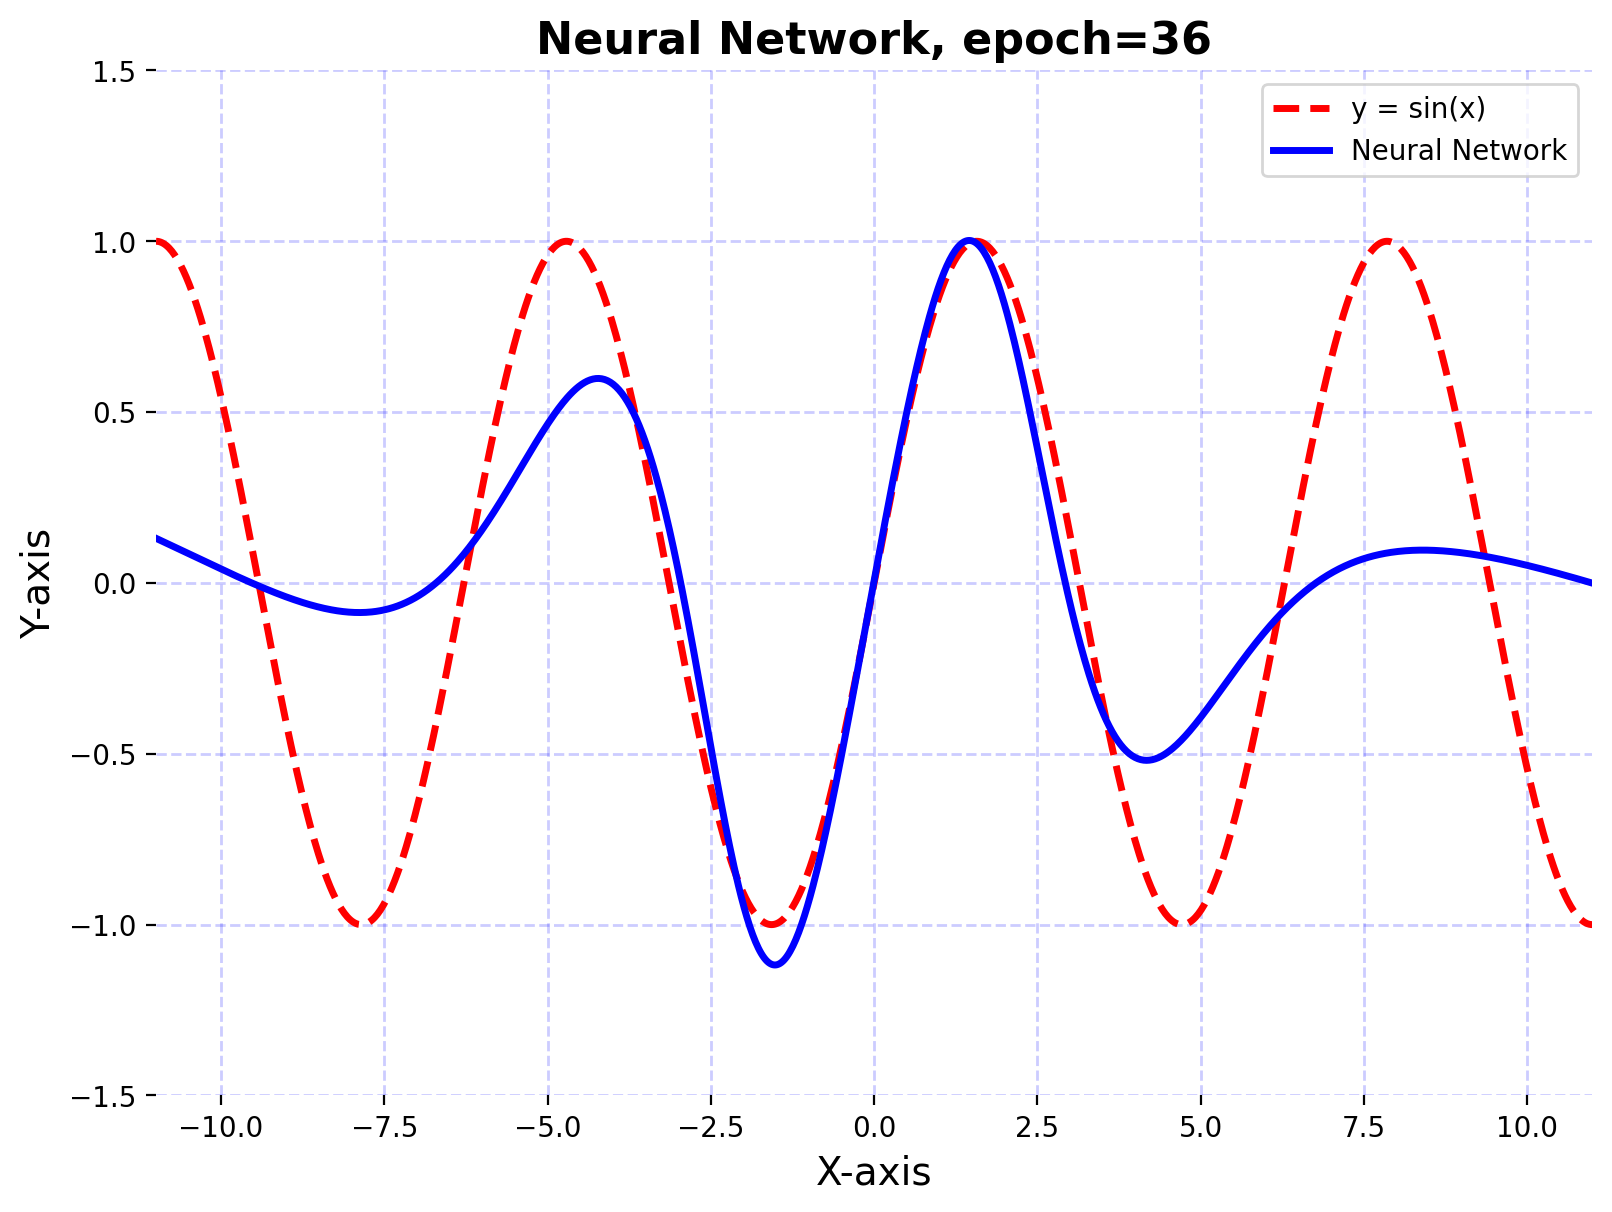 Neural Network, epoch=36
y = sin(x)
Neural Network
1.5
1.0
0.5
0.0
−0.5
−1.0
−1.5
Y-axis
−10.0 −7.5 −5.0 −2.5 0.0 2.5 5.0 7.5 10.0
X-axis